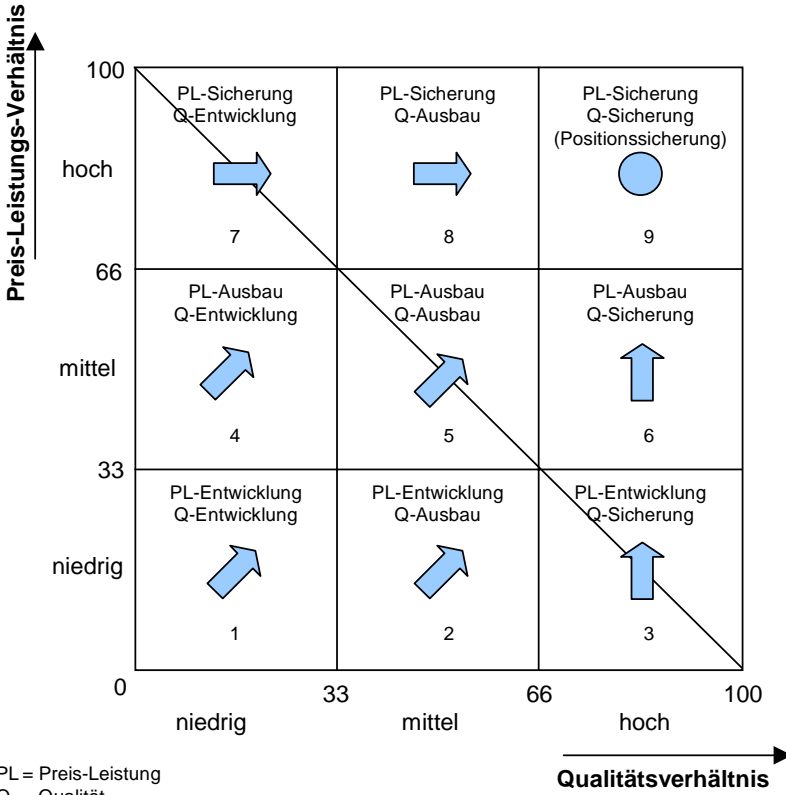 Preis-Leistungs-Verhältnis
100
PL-Sicherung
Q-Entwicklung
PL-Sicherung
Q-Ausbau
PL-Sicherung
Q-Sicherung
(Positionssicherung)
hoch
7
8
9
66
PL-Ausbau
Q-Entwicklung
PL-Ausbau
Q-Ausbau
PL-Ausbau
Q-Sicherung
mittel
4
5
6
33
PL-Entwicklung
Q-Entwicklung
PL-Entwicklung
Q-Ausbau
PL-Entwicklung
Q-Sicherung
niedrig
1
2
3
0
33
66
100
niedrig
mittel
hoch
Qualitätsverhältnis
PL = Preis-Leistung
Q = Qualität